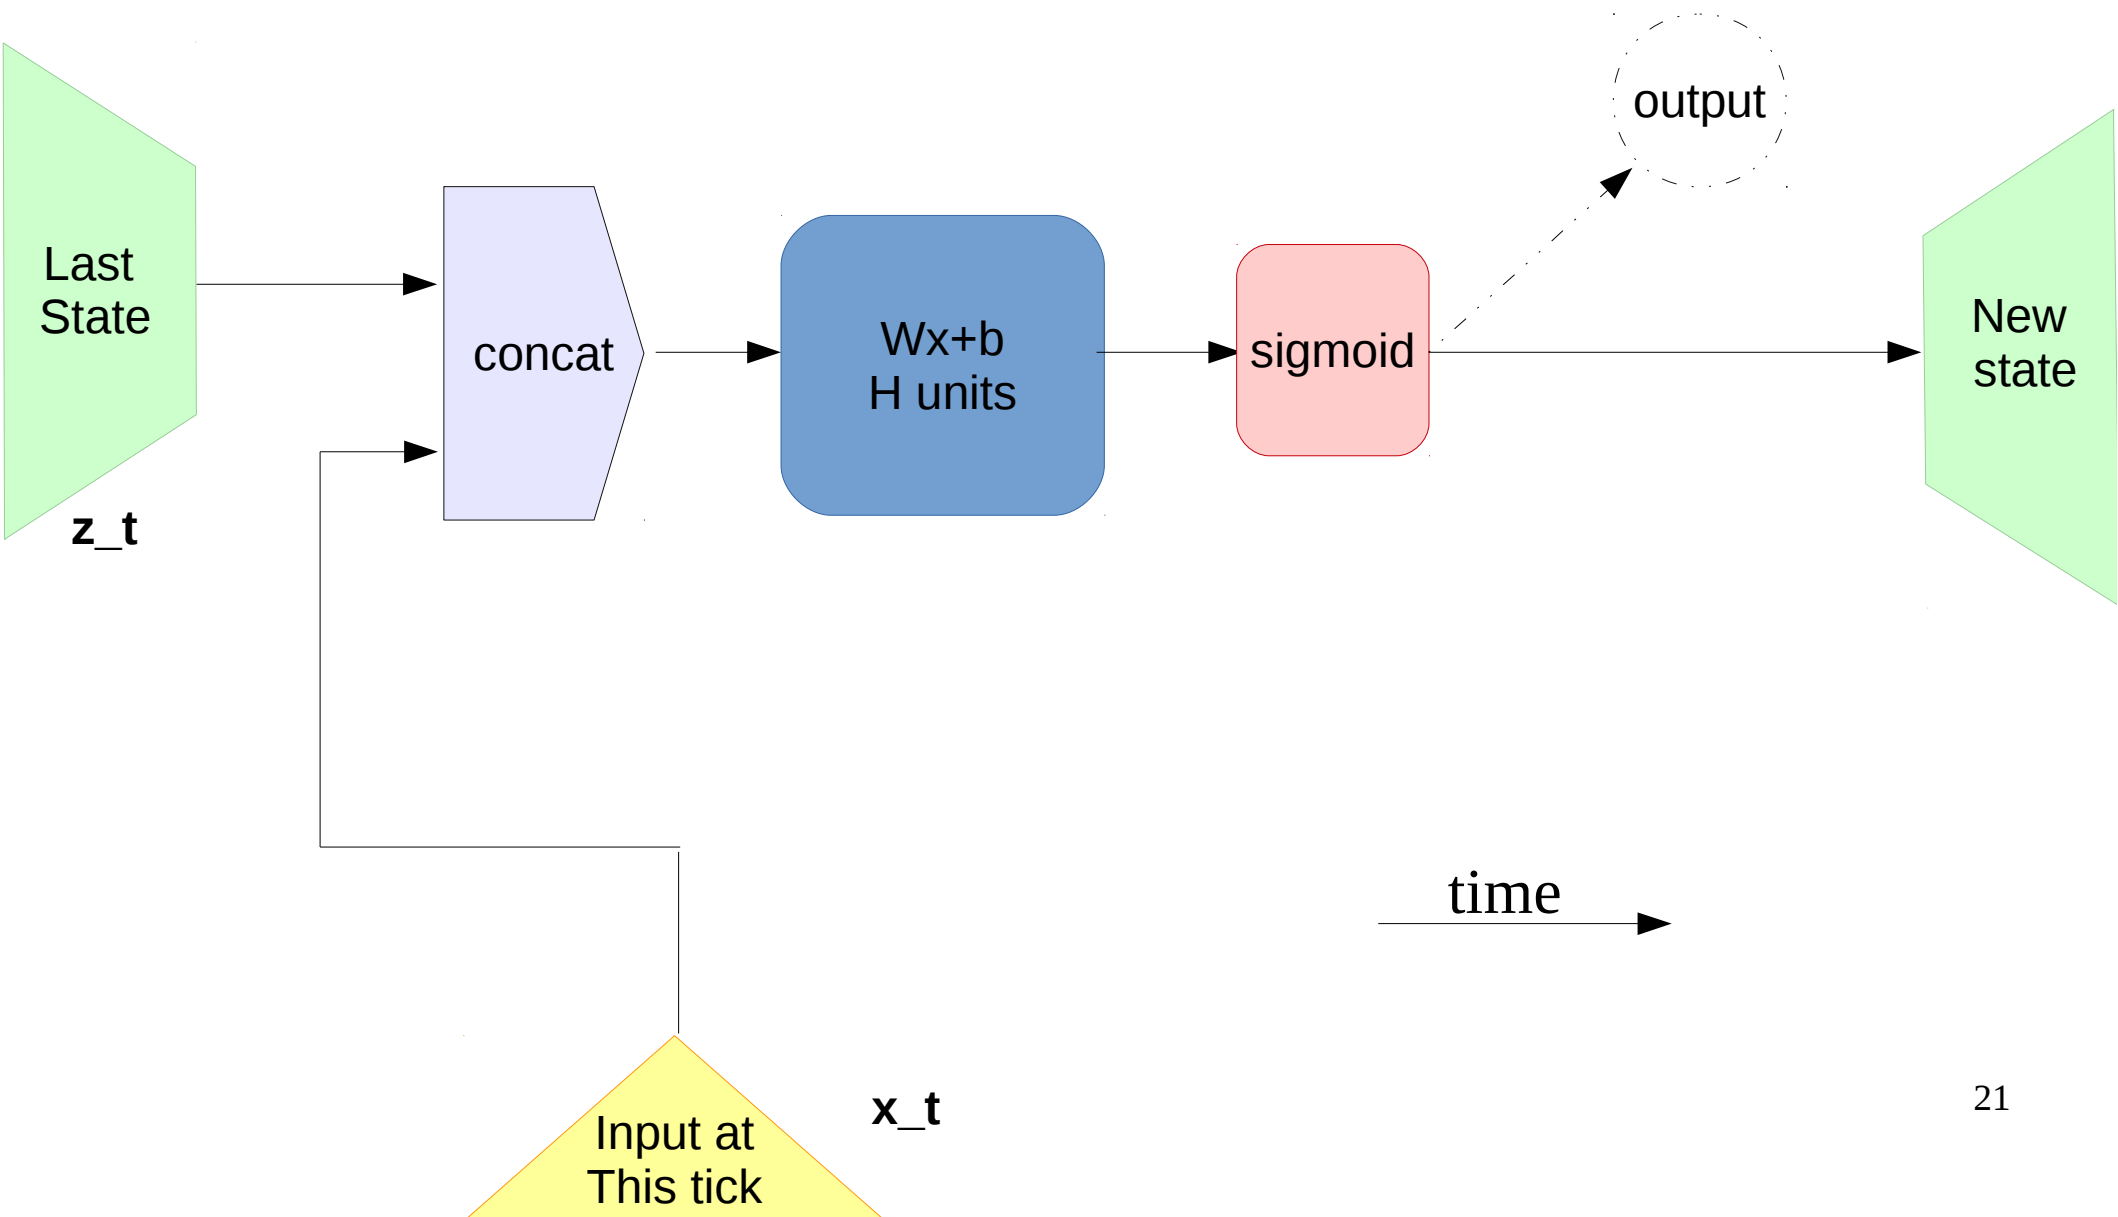 output
Last
State
concat
Wx+b
H units
sigmoid
New
state
z_t
time
x_t
Input at
This tick
21